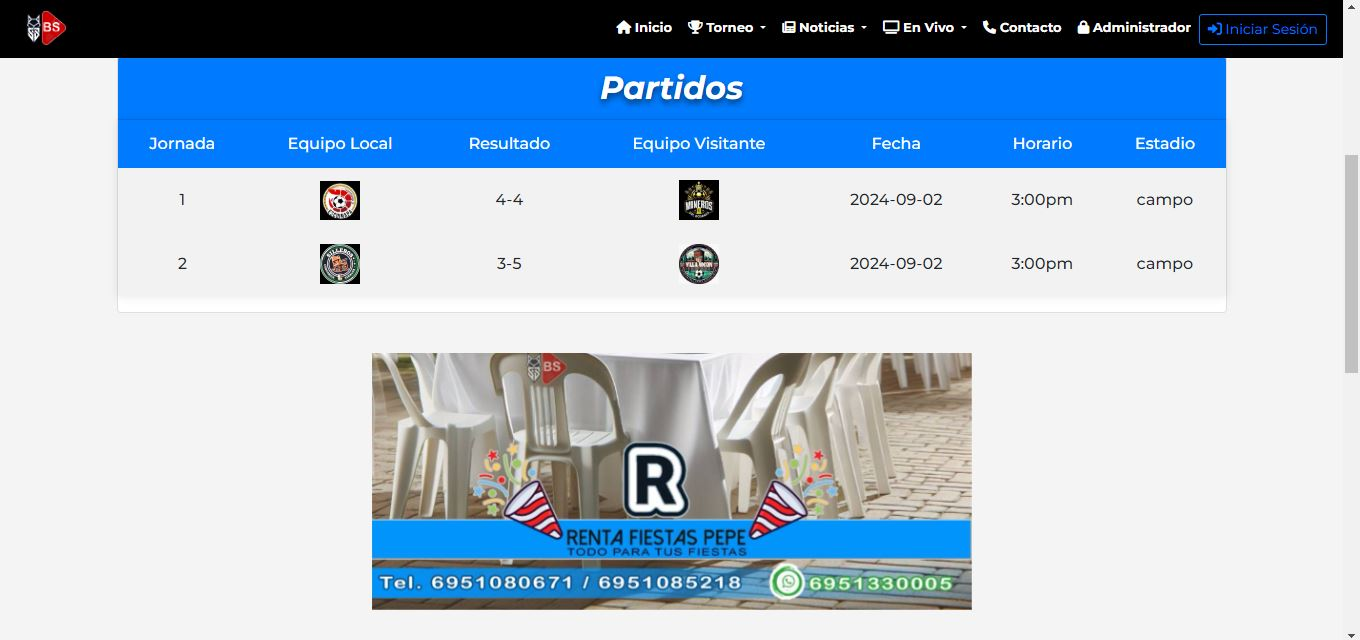 BS
Inicio Torneo Noticias En Vivo Contacto Administrador Iniciar Sesión
Partidos
Jornada Equipo Local Resultado Equipo Visitante Fecha Horario Estadio
1 4-4 MINEROS 2024-09-02 3:00pm campo
2 3-5 VILLA UNION 2024-09-02 3:00pm campo
BS
R
RENTA FIESTAS PEPE
TODO PARA TUS FIESTAS
Tel. 6951080671 / 6951085218 6951330005